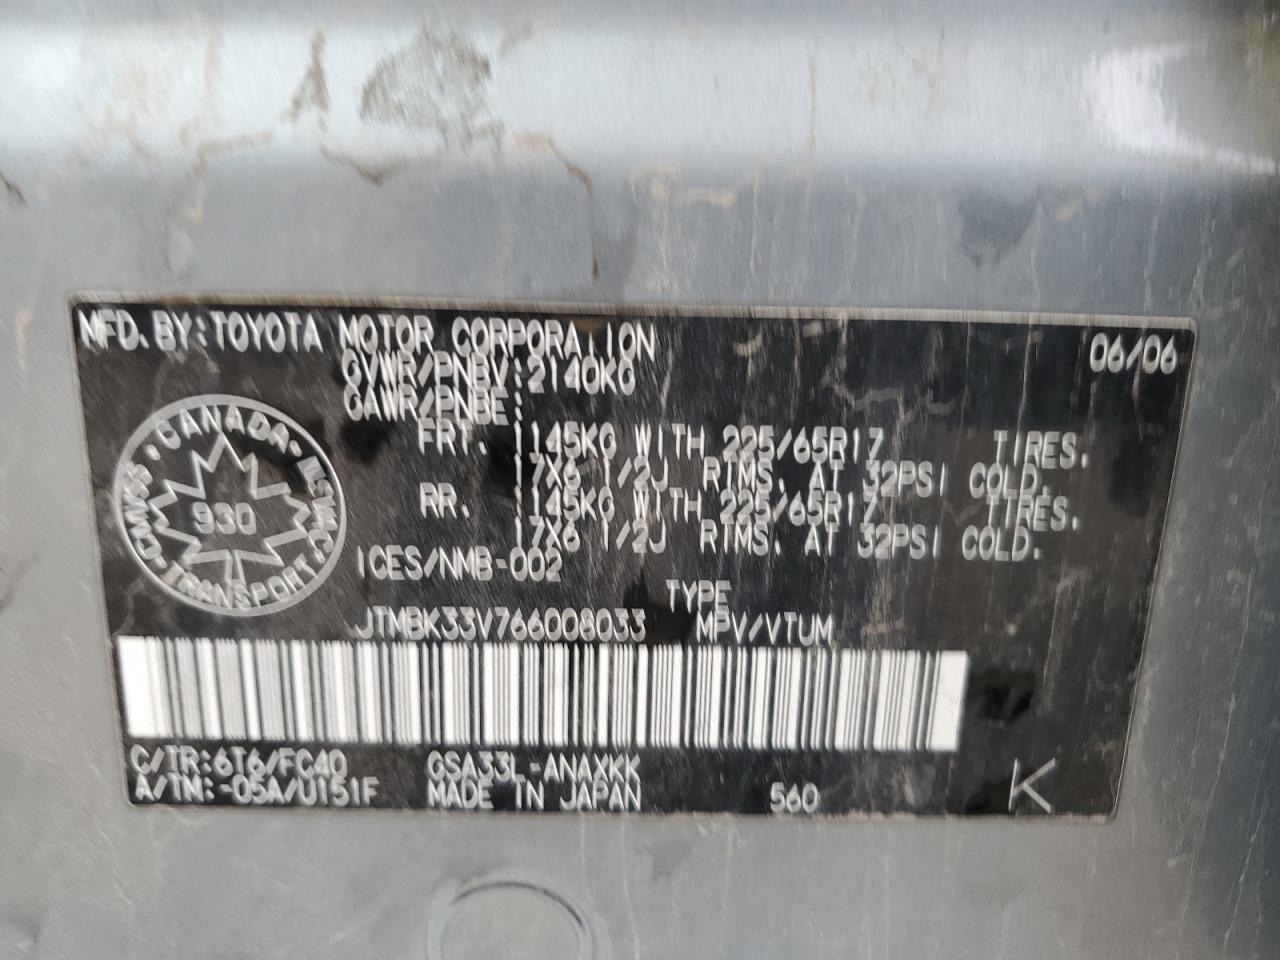 MFD. BY: TOYOTA MOTOR CORPORATION 06/06
GVWR/PNBV: 2140KG
GAWR/PNBE:
FRT. 1145KG WITH 225/65R17 TIRES.
17X6 1/2J RIMS. AT 32PSI COLD.
RR. 1145KG WITH 225/65R17 TIRES.
17X6 1/2J RIMS. AT 32PSI COLD.
CANADA
930
TRANSPORT
ICES/NMB-002
TYPE
JTMBK33V766008033 MPV/VTUM
C/TR: 6T6/FC40 GSA33L-ANAXKK
A/TN: -05A/U151F MADE IN JAPAN 560 K